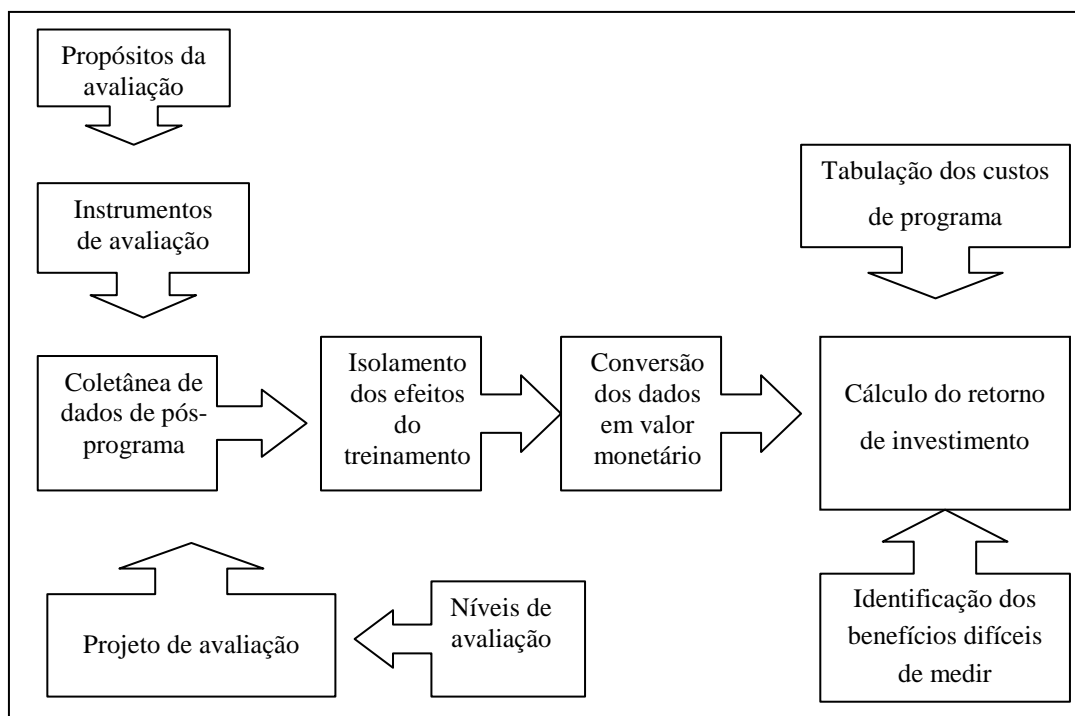 Propósitos da
avaliação
Instrumentos
de avaliação
Tabulação dos custos
de programa
Coletânea de
dados de pós-
programa
Isolamento
dos efeitos
do
treinamento
Conversão
dos dados
em valor
monetário
Cálculo do retorno
de investimento
Projeto de avaliação
Níveis de
avaliação
Identificação dos
benefícios difíceis
de medir